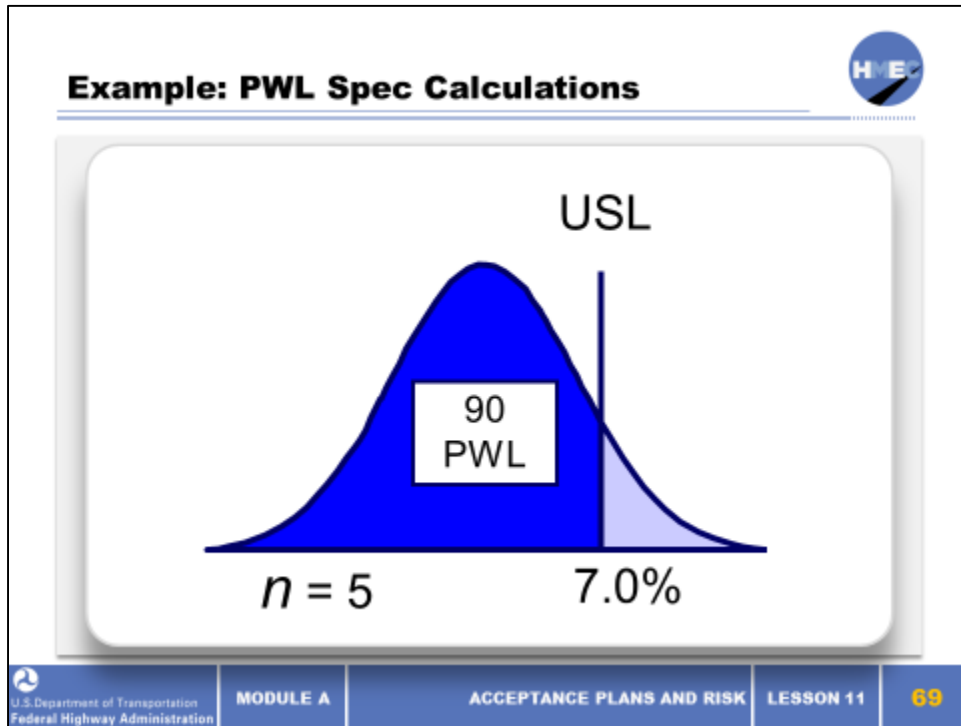 Example: PWL Spec Calculations
HMEC
USL
90
PWL
n = 5
7.0%
U.S. Department of Transportation
Federal Highway Administration
MODULE A
ACCEPTANCE PLANS AND RISK
LESSON 11
69